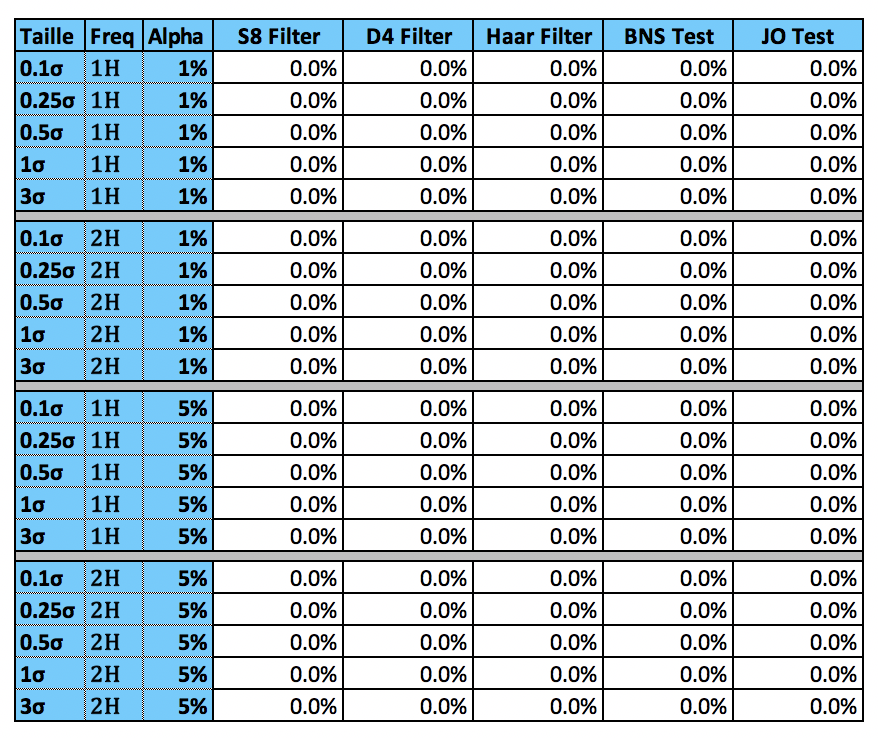 Taille Freq Alpha S8 Filter D4 Filter Haar Filter BNS Test JO Test
0.1σ 1H 1% 0.0% 0.0% 0.0% 0.0% 0.0%
0.25σ 1H 1% 0.0% 0.0% 0.0% 0.0% 0.0%
0.5σ 1H 1% 0.0% 0.0% 0.0% 0.0% 0.0%
1σ 1H 1% 0.0% 0.0% 0.0% 0.0% 0.0%
3σ 1H 1% 0.0% 0.0% 0.0% 0.0% 0.0%
0.1σ 2H 1% 0.0% 0.0% 0.0% 0.0% 0.0%
0.25σ 2H 1% 0.0% 0.0% 0.0% 0.0% 0.0%
0.5σ 2H 1% 0.0% 0.0% 0.0% 0.0% 0.0%
1σ 2H 1% 0.0% 0.0% 0.0% 0.0% 0.0%
3σ 2H 1% 0.0% 0.0% 0.0% 0.0% 0.0%
0.1σ 1H 5% 0.0% 0.0% 0.0% 0.0% 0.0%
0.25σ 1H 5% 0.0% 0.0% 0.0% 0.0% 0.0%
0.5σ 1H 5% 0.0% 0.0% 0.0% 0.0% 0.0%
1σ 1H 5% 0.0% 0.0% 0.0% 0.0% 0.0%
3σ 1H 5% 0.0% 0.0% 0.0% 0.0% 0.0%
0.1σ 2H 5% 0.0% 0.0% 0.0% 0.0% 0.0%
0.25σ 2H 5% 0.0% 0.0% 0.0% 0.0% 0.0%
0.5σ 2H 5% 0.0% 0.0% 0.0% 0.0% 0.0%
1σ 2H 5% 0.0% 0.0% 0.0% 0.0% 0.0%
3σ 2H 5% 0.0% 0.0% 0.0% 0.0% 0.0%